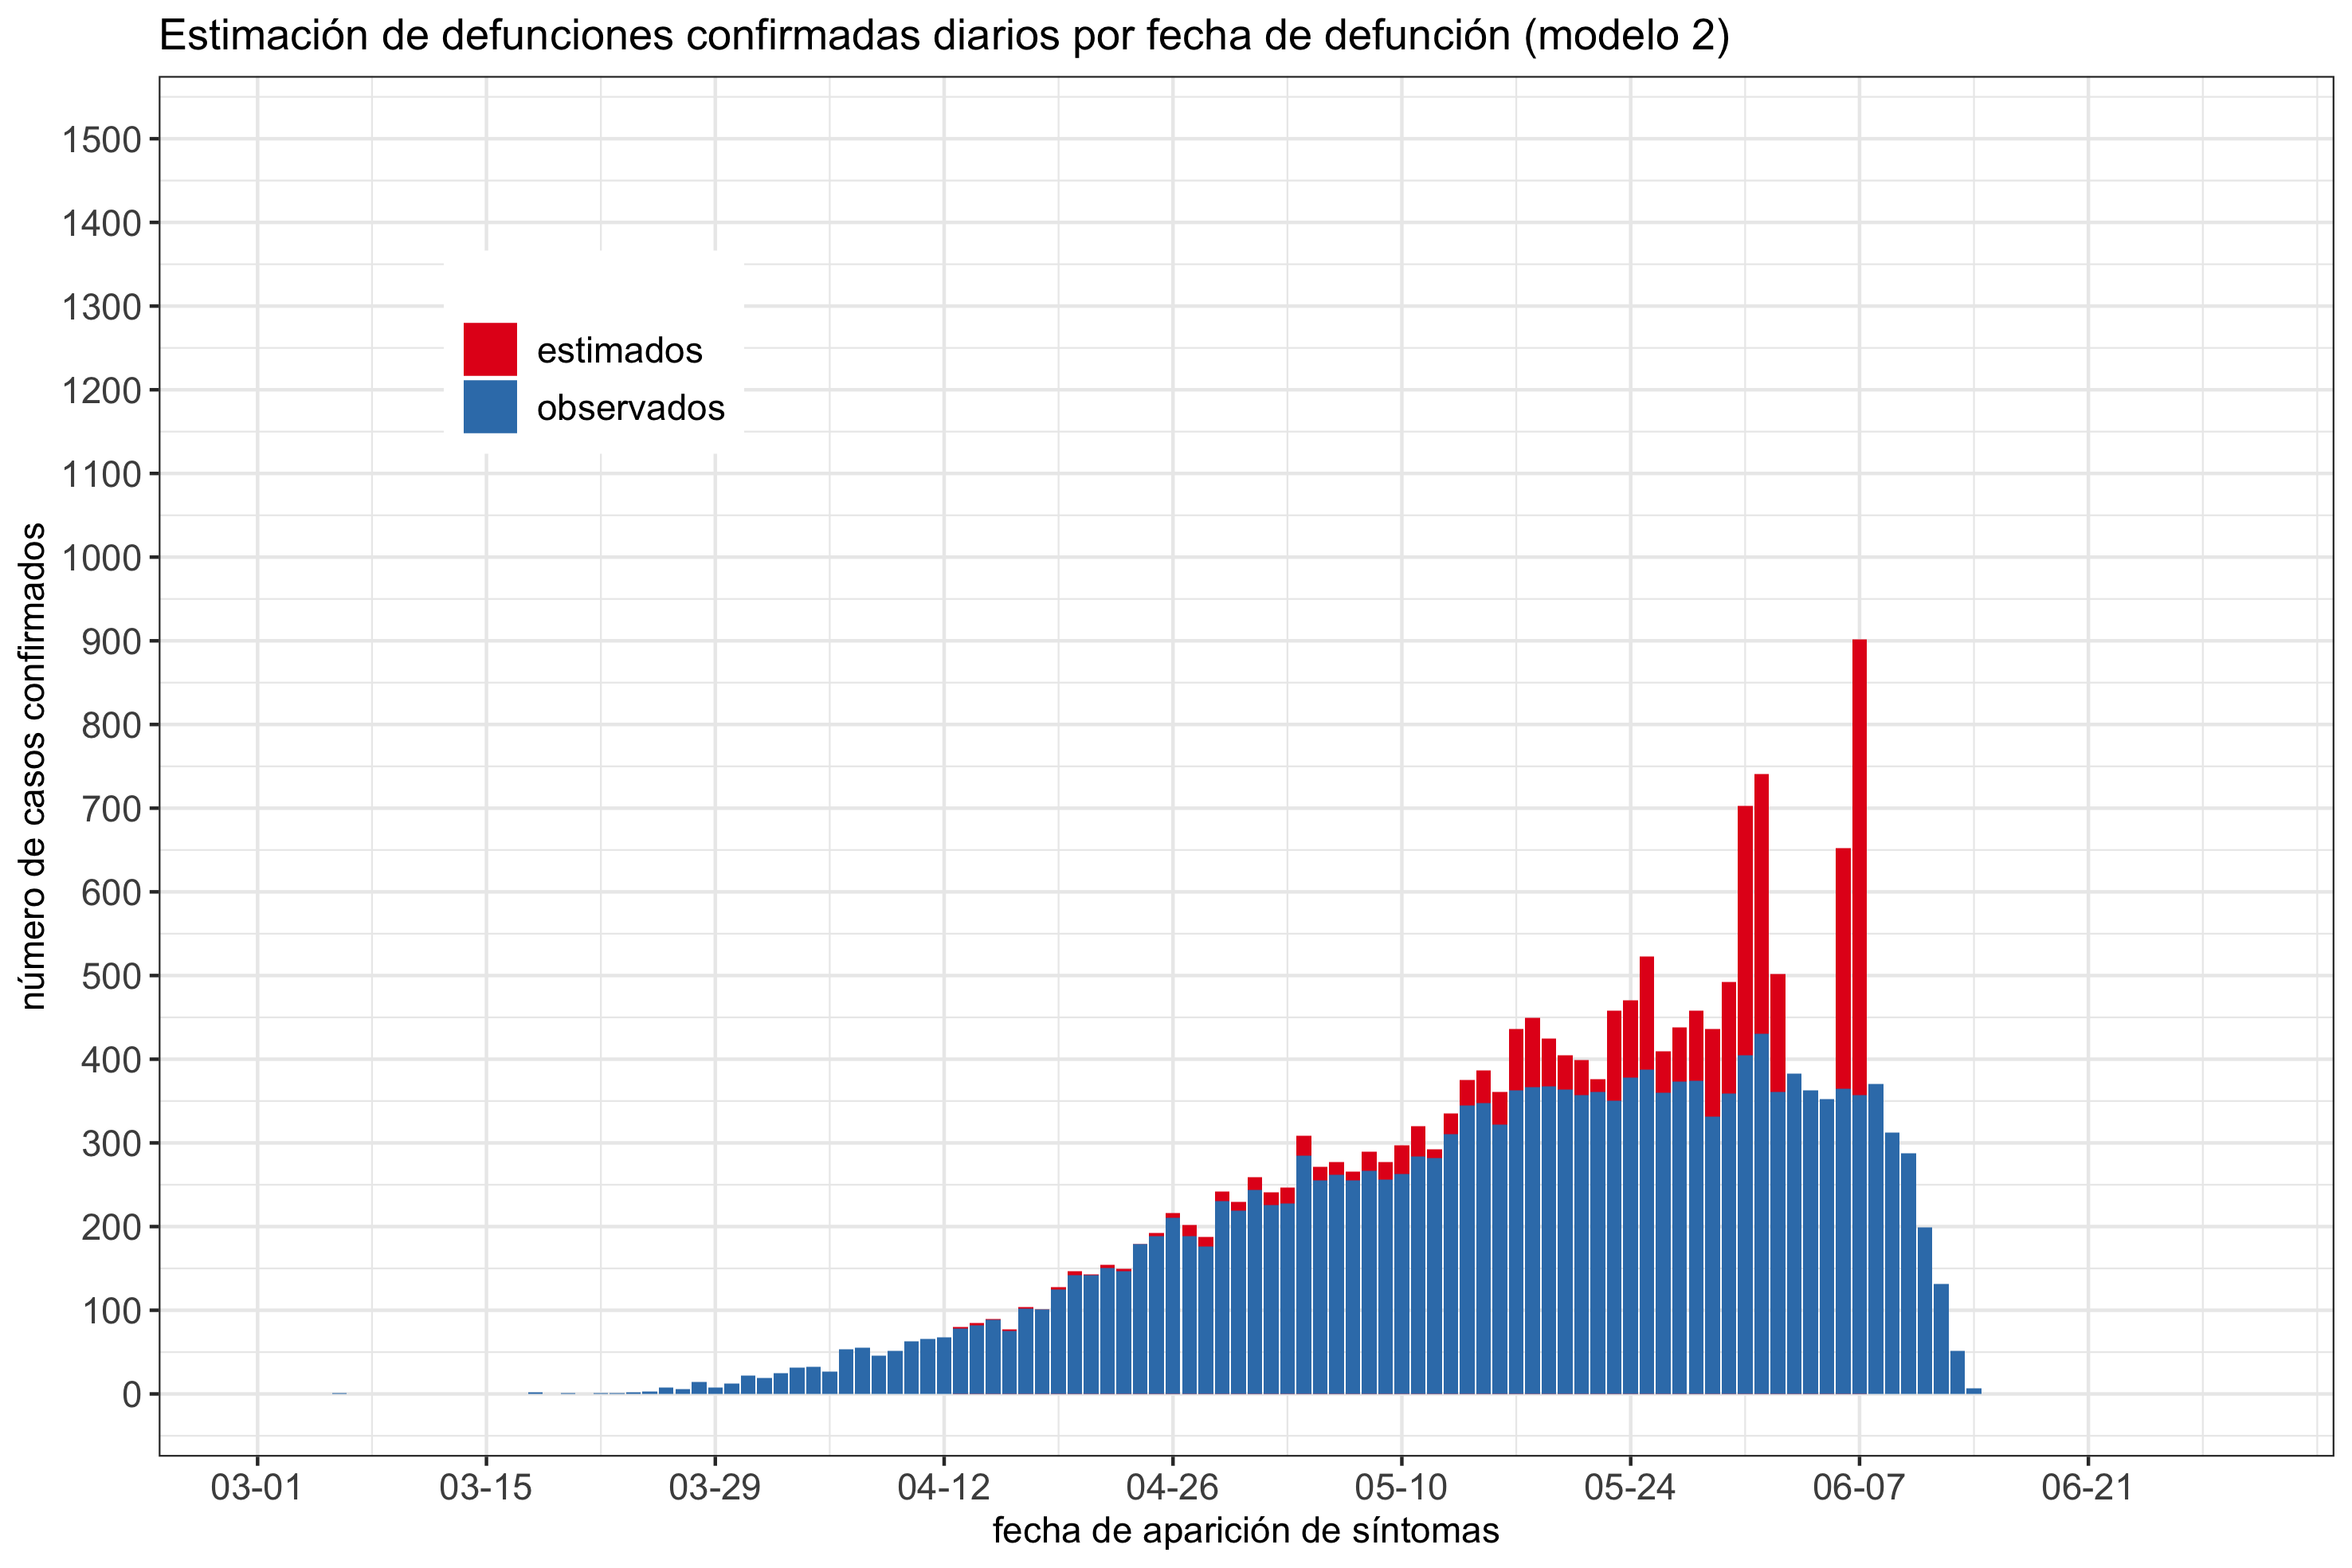 Estimación de defunciones confirmadas diarios por fecha de defunción (modelo 2)
número de casos confirmados
1500
1400
1300
1200
1100
1000
900
800
700
600
500
400
300
200
100
0
estimados
observados
03-01 03-15 03-29 04-12 04-26 05-10 05-24 06-07 06-21
fecha de aparición de síntomas